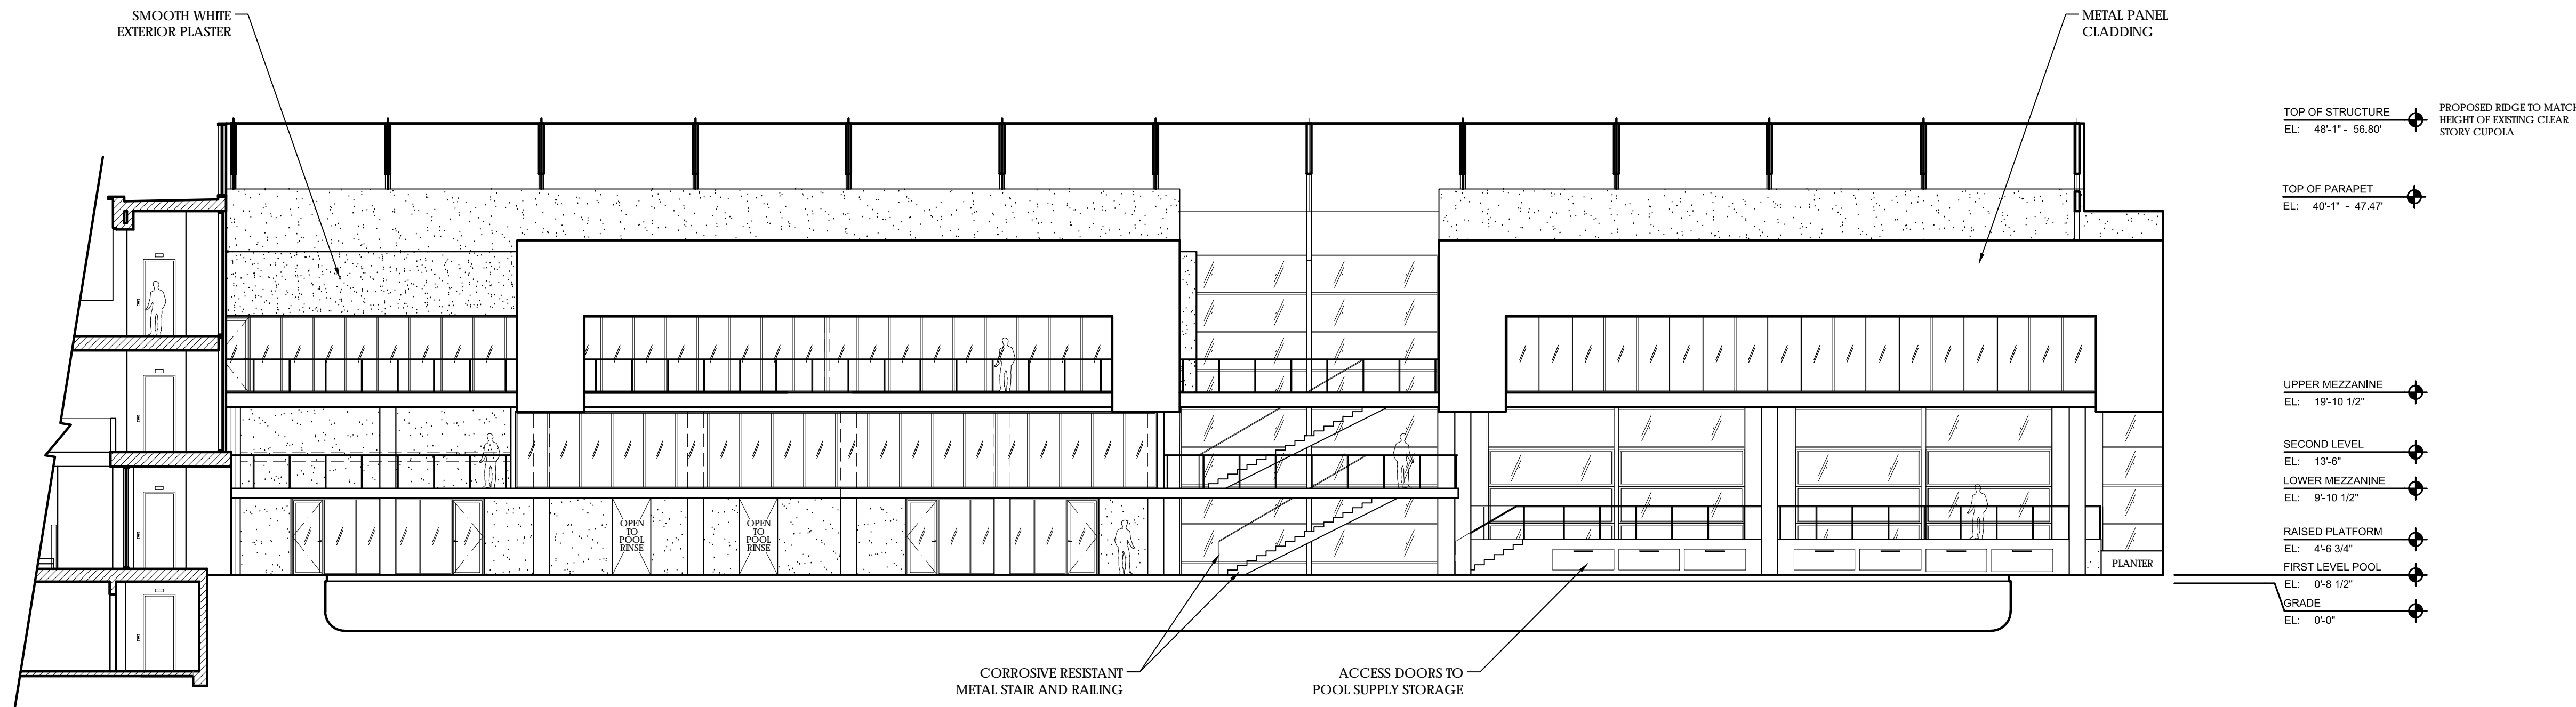 SMOOTH WHITE
EXTERIOR PLASTER
METAL PANEL
CLADDING
TOP OF STRUCTURE
EL: 48'-1" - 56.80'
PROPOSED RIDGE TO MATCH
HEIGHT OF EXISTING CLEAR
STORY CUPOLA
TOP OF PARAPET
EL: 40'-1" - 47.47'
UPPER MEZZANINE
EL: 19'-10 1/2"
SECOND LEVEL
EL: 13'-6"
LOWER MEZZANINE
EL: 9'-10 1/2"
RAISED PLATFORM
EL: 4'-6 3/4"
FIRST LEVEL POOL
EL: 0'-8 1/2"
GRADE
EL: 0'-0"
OPEN
TO
POOL
RINSE
OPEN
TO
POOL
RINSE
PLANTER
CORROSIVE RESISTANT
METAL STAIR AND RAILING
ACCESS DOORS TO
POOL SUPPLY STORAGE